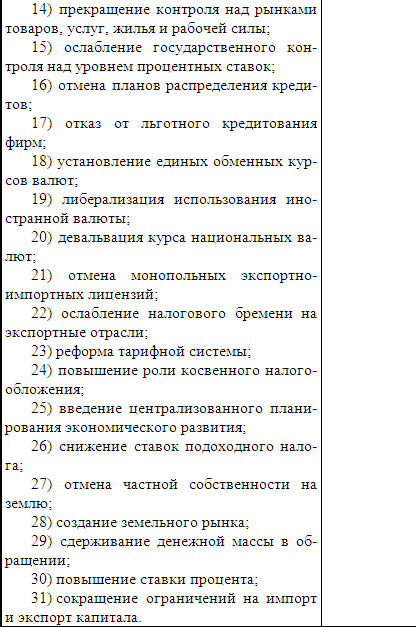 14) прекращение контроля над рынками
товаров, услуг, жилья и рабочей силы;
15) ослабление государственного кон-
троля над уровнем процентных ставок;
16) отмена планов распределения креди-
тов;
17) отказ от льготного кредитования
фирм;
18) установление единых обменных кур-
сов валют;
19) либерализация использования ино-
странной валюты;
20) девальвация курса национальных ва-
лют;
21) отмена монопольных экспортно-
импортных лицензий;
22) ослабление налогового бремени на
экспортные отрасли;
23) реформа тарифной системы;
24) повышение роли косвенного налого-
обложения;
25) введение централизованного плани-
рования экономического развития;
26) снижение ставок подоходного нало-
га;
27) отмена частной собственности на
землю;
28) создание земельного рынка;
29) сдерживание денежной массы в об-
ращении;
30) повышение ставки процента;
31) сокращение ограничений на импорт
и экспорт капитала.